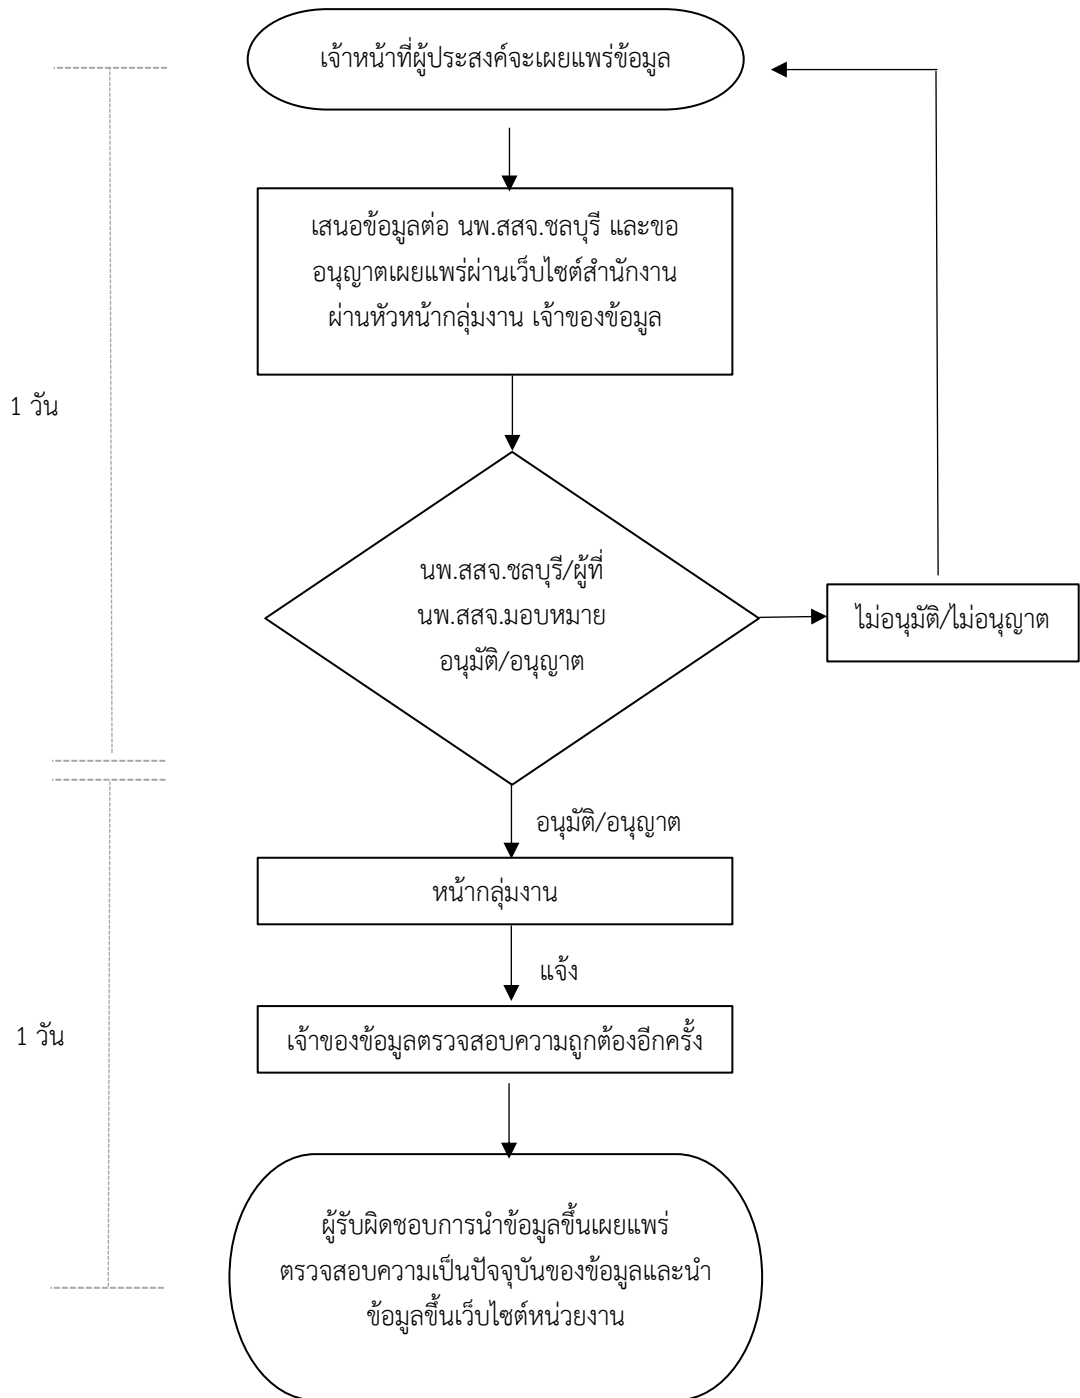 เจ้าหน้าที่ผู้ประสงค์จะเผยแพร่ข้อมูล
เสนอข้อมูลต่อ นพ.สสจ.ชลบุรี และขอ
อนุญาตเผยแพร่ผ่านเว็บไซต์สำนักงาน
ผ่านหัวหน้ากลุ่มงาน เจ้าของข้อมูล
1 วัน
นพ.สสจ.ชลบุรี/ผู้ที่
นพ.สสจ.มอบหมาย
อนุมัติ/อนุญาต
ไม่อนุมัติ/ไม่อนุญาต
อนุมัติ/อนุญาต
หน้ากลุ่มงาน
แจ้ง
1 วัน
เจ้าของข้อมูลตรวจสอบความถูกต้องอีกครั้ง
ผู้รับผิดชอบการนำข้อมูลขึ้นเผยแพร่
ตรวจสอบความเป็นปัจจุบันของข้อมูลและนำ
ข้อมูลขึ้นเว็บไซต์หน่วยงาน